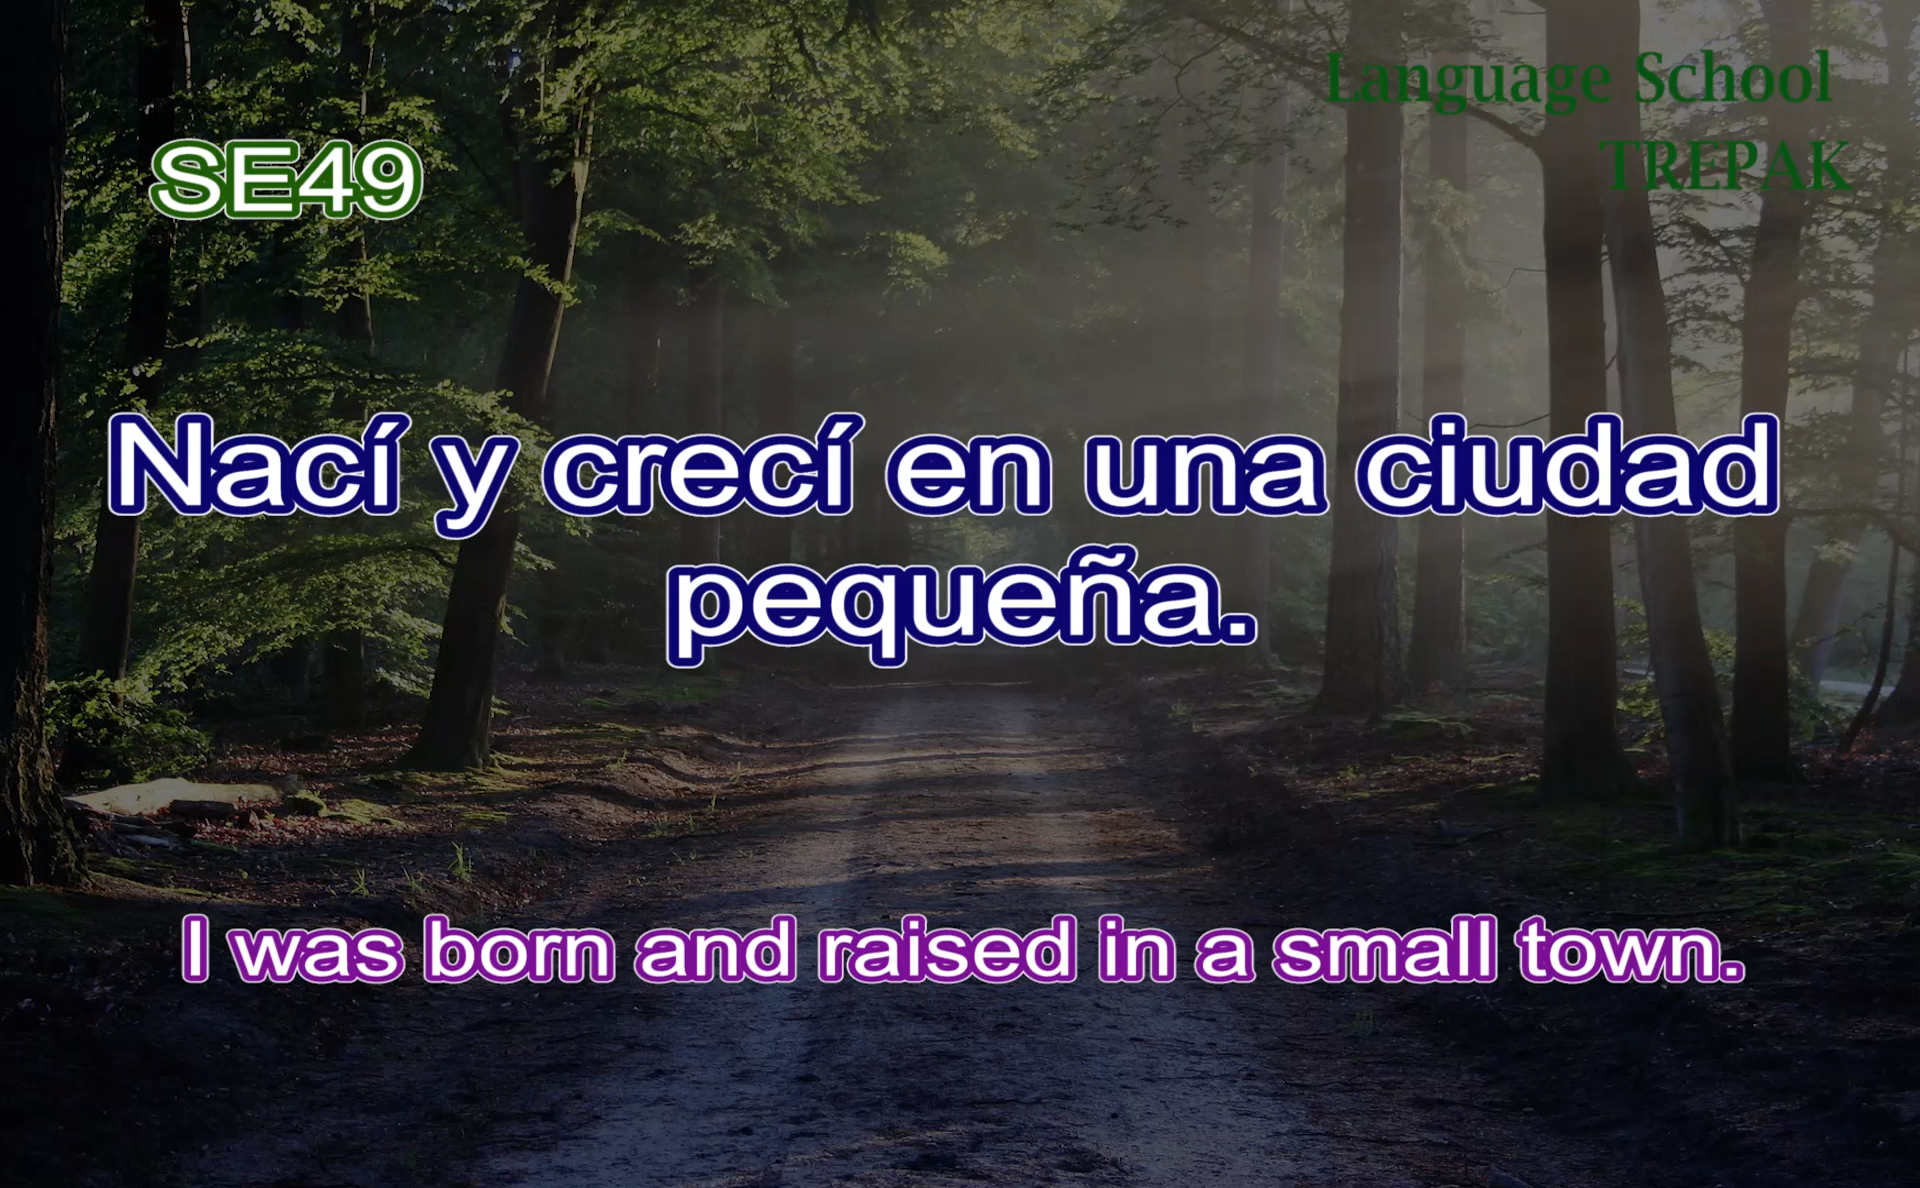 Language School
TREPAK
SE49
Nací y crecí en una ciudad
pequeña.
I was born and raised in a small town.